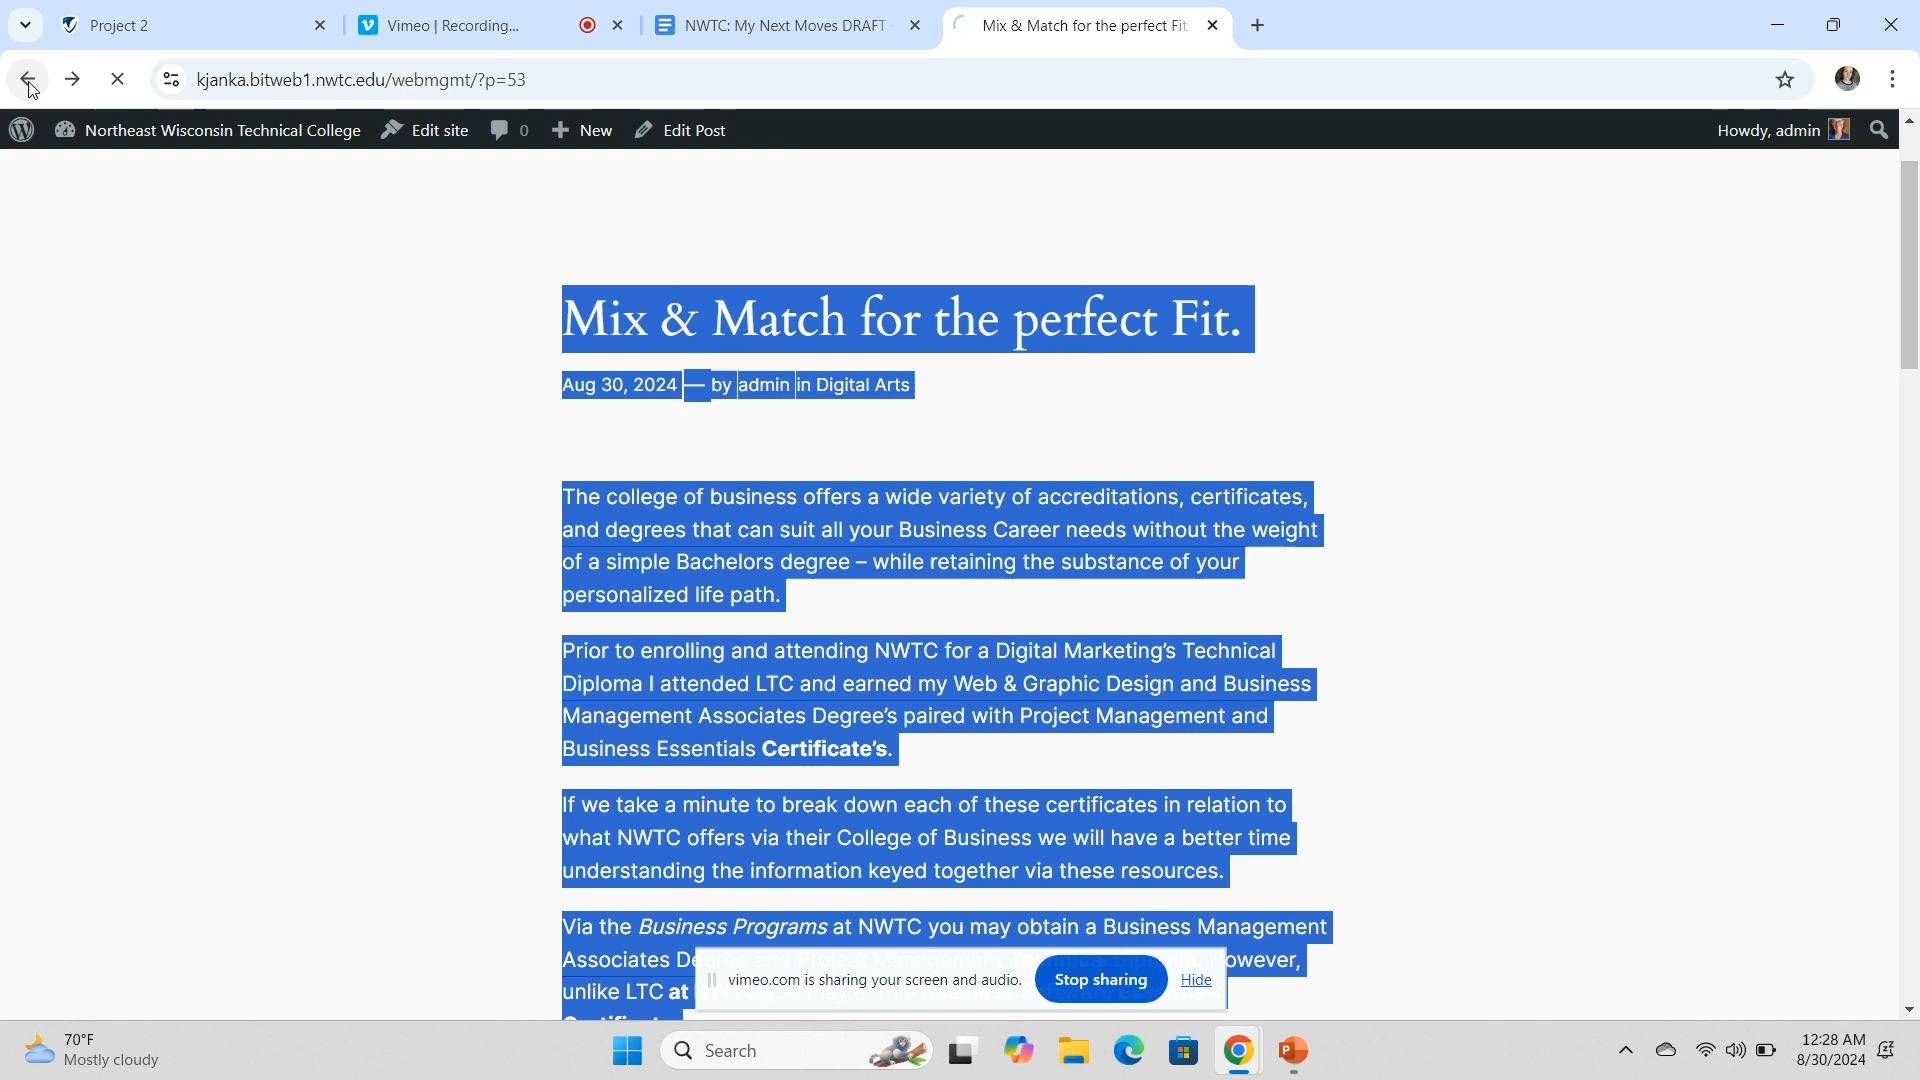 Project 2
Vimeo | Recording...
NWTC: My Next Moves DRAFT
Mix & Match for the perfect Fit
kjanka.bitweb1.nwtc.edu/webmgmt/?p=53
Northeast Wisconsin Technical College
Edit site
0
New
Edit Post
Howdy, admin
Mix & Match for the perfect Fit.
Aug 30, 2024 — by admin in Digital Arts
The college of business offers a wide variety of accreditations, certificates,
and degrees that can suit all your Business Career needs without the weight
of a simple Bachelors degree – while retaining the substance of your
personalized life path.
Prior to enrolling and attending NWTC for a Digital Marketing's Technical
Diploma I attended LTC and earned my Web & Graphic Design and Business
Management Associates Degree's paired with Project Management and
Business Essentials Certificate's.
If we take a minute to break down each of these certificates in relation to
what NWTC offers via their College of Business we will have a better time
understanding the information keyed together via these resources.
Via the Business Programs at NWTC you may obtain a Business Management
Associates However,
unlike LTC at
vimeo.com is sharing your screen and audio.
Stop sharing
Hide
70°F
Mostly cloudy
Search
12:28 AM
8/30/2024